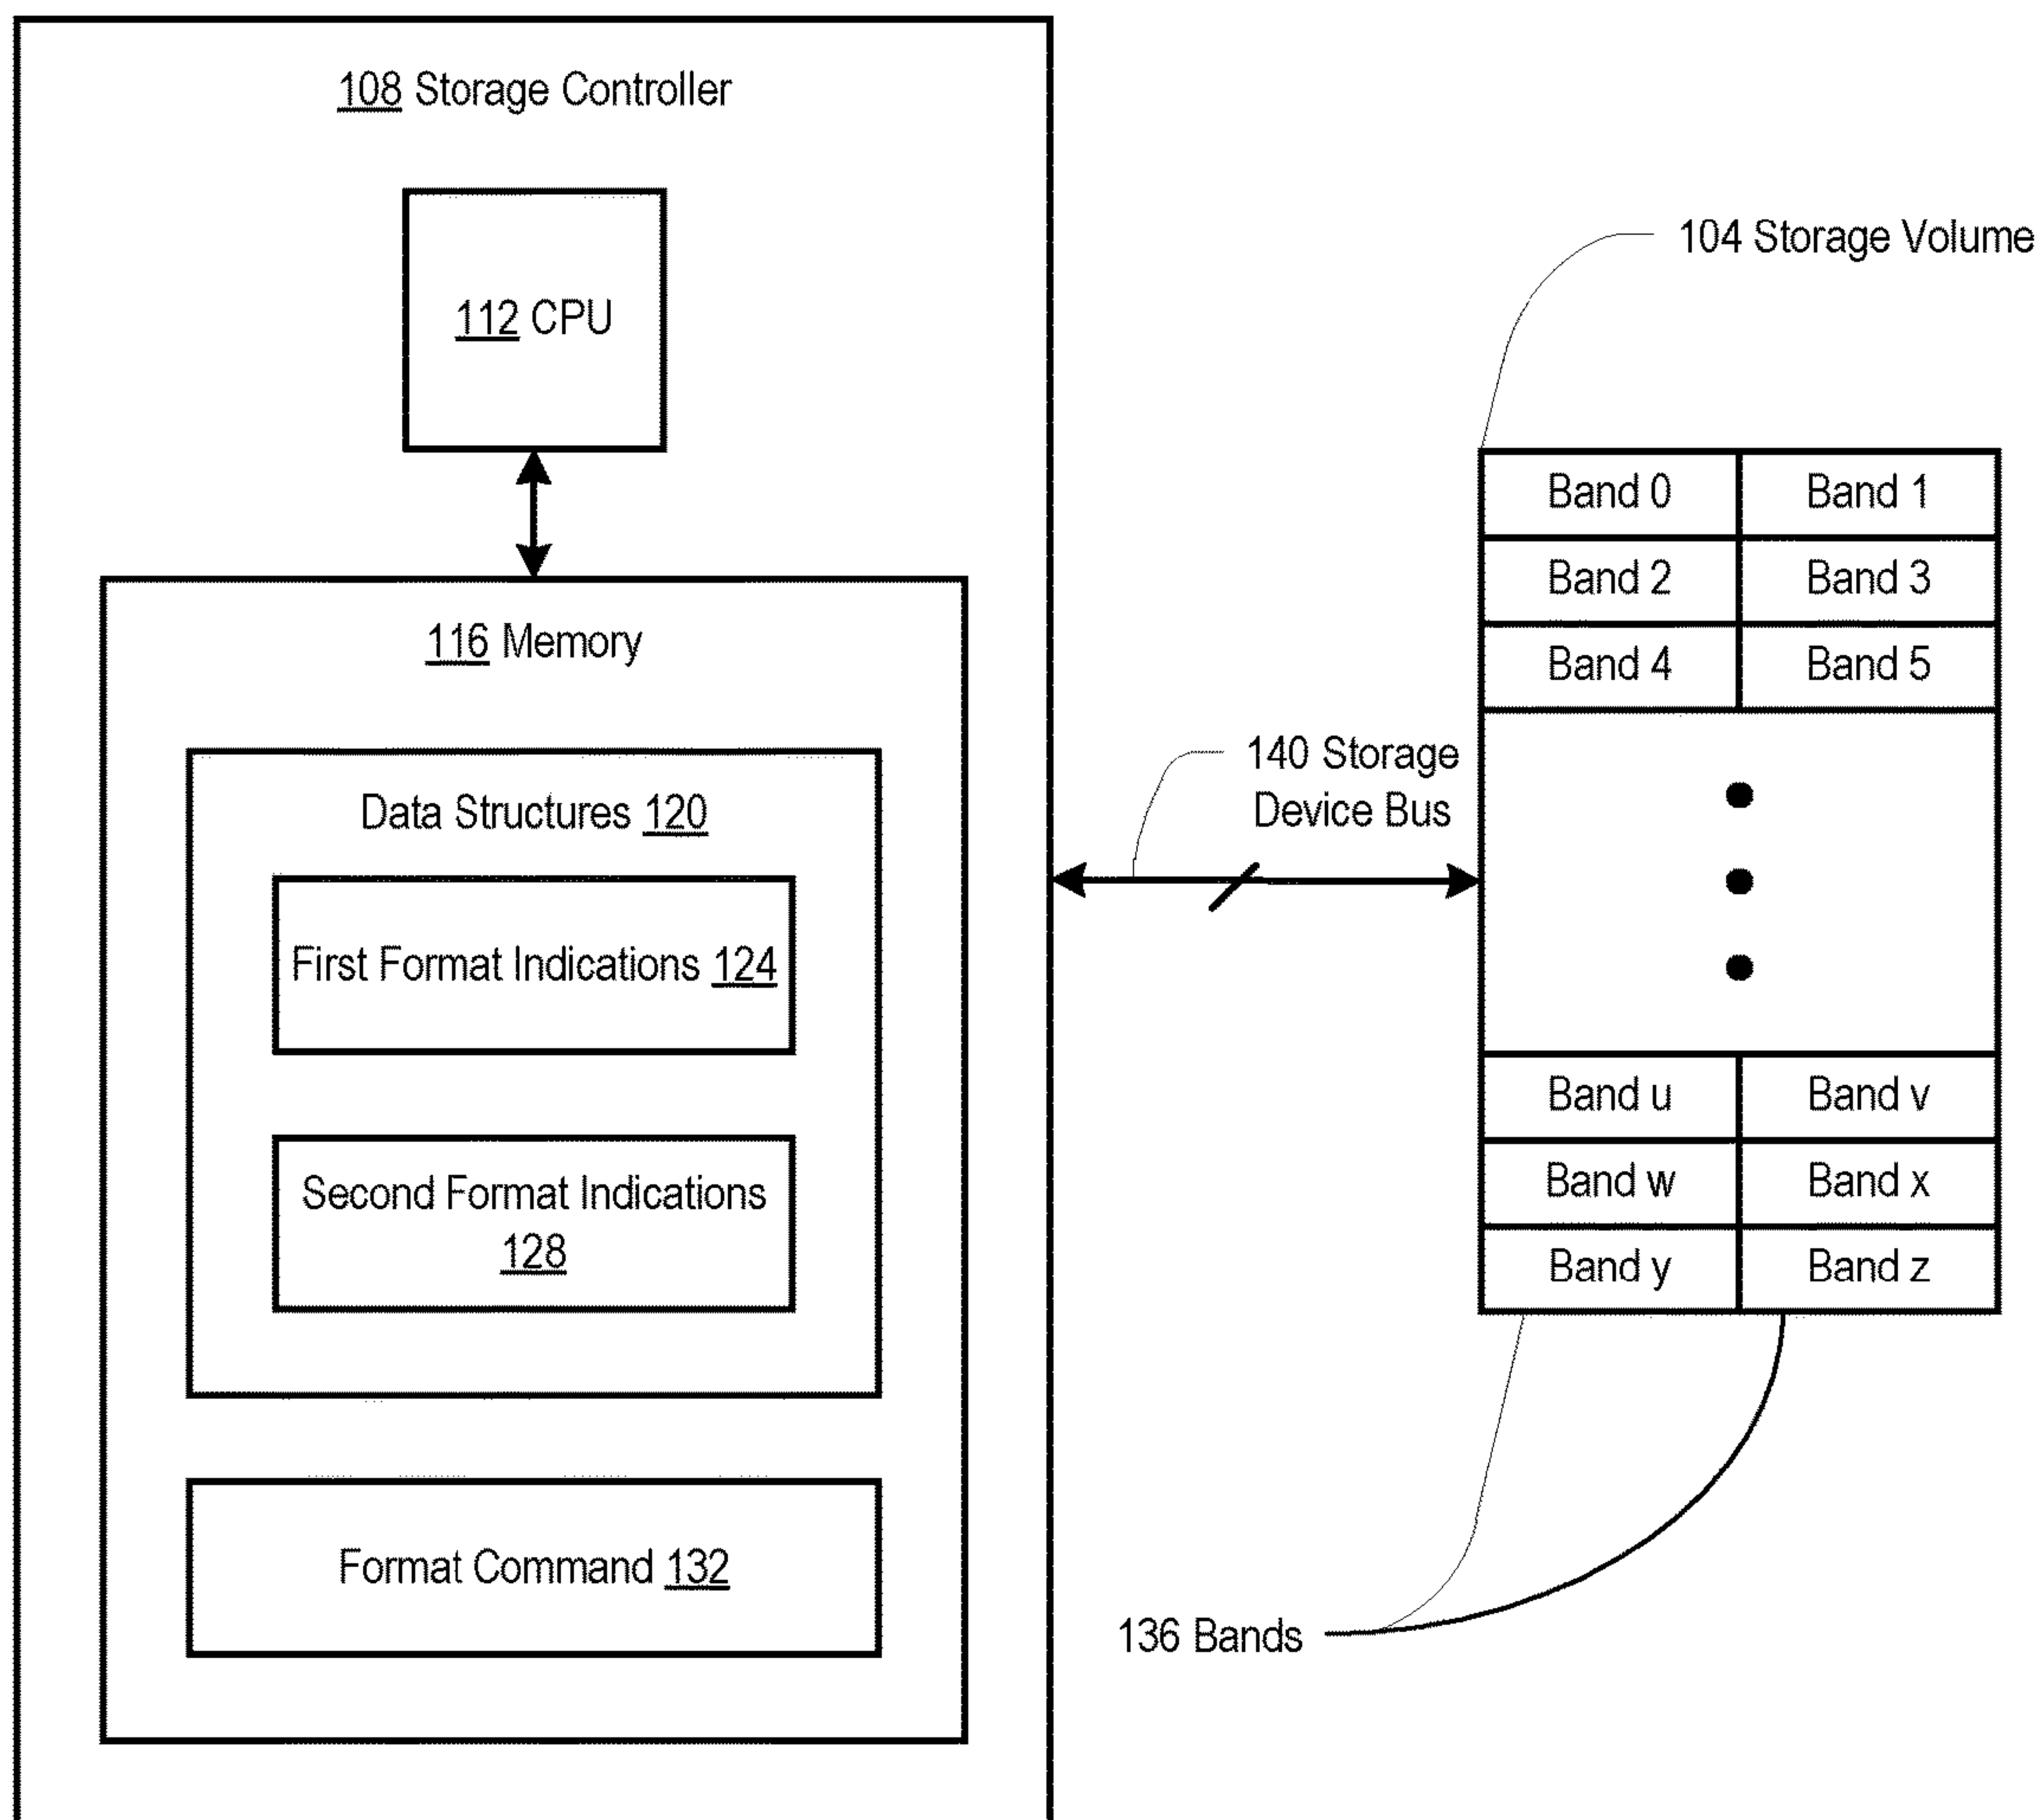 108 Storage Controller
112 CPU
116 Memory
Data Structures 120
First Format Indications 124
Second Format Indications
128
Format Command 132
140 Storage
Device Bus
104 Storage Volume
Band 0
Band 1
Band 2
Band 3
Band 4
Band 5
Band u
Band v
Band w
Band x
Band y
Band z
136 Bands